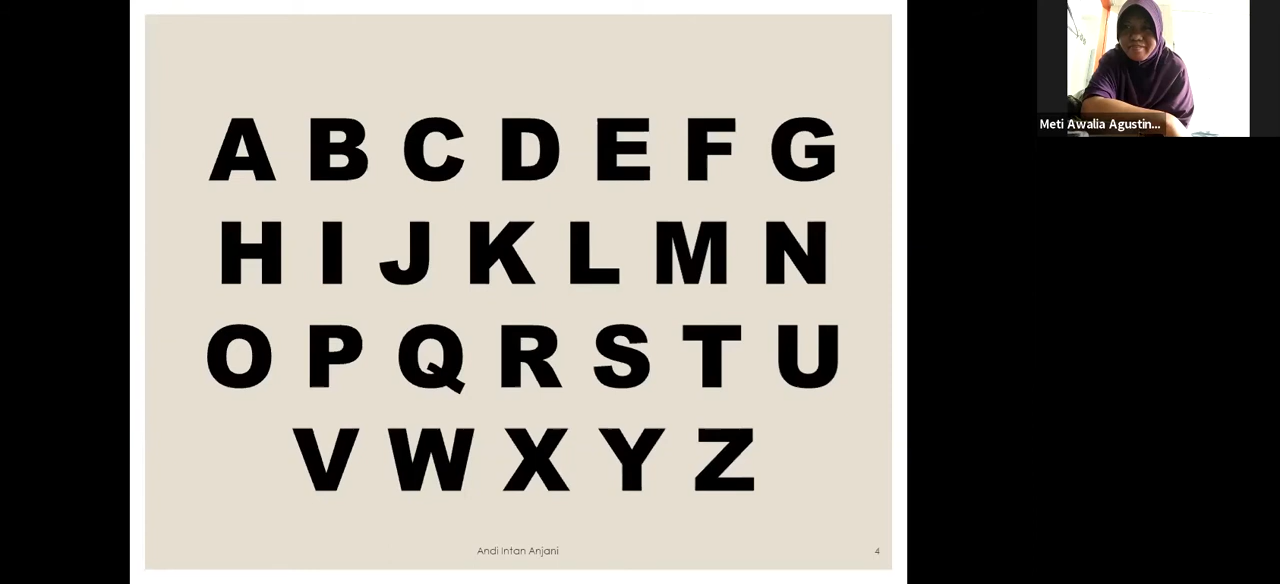 A B C D E F G
H I J K L M N
O P Q R S T U
V W X Y Z
Andi Intan Anjani
4
Meti Awalia Agustin...